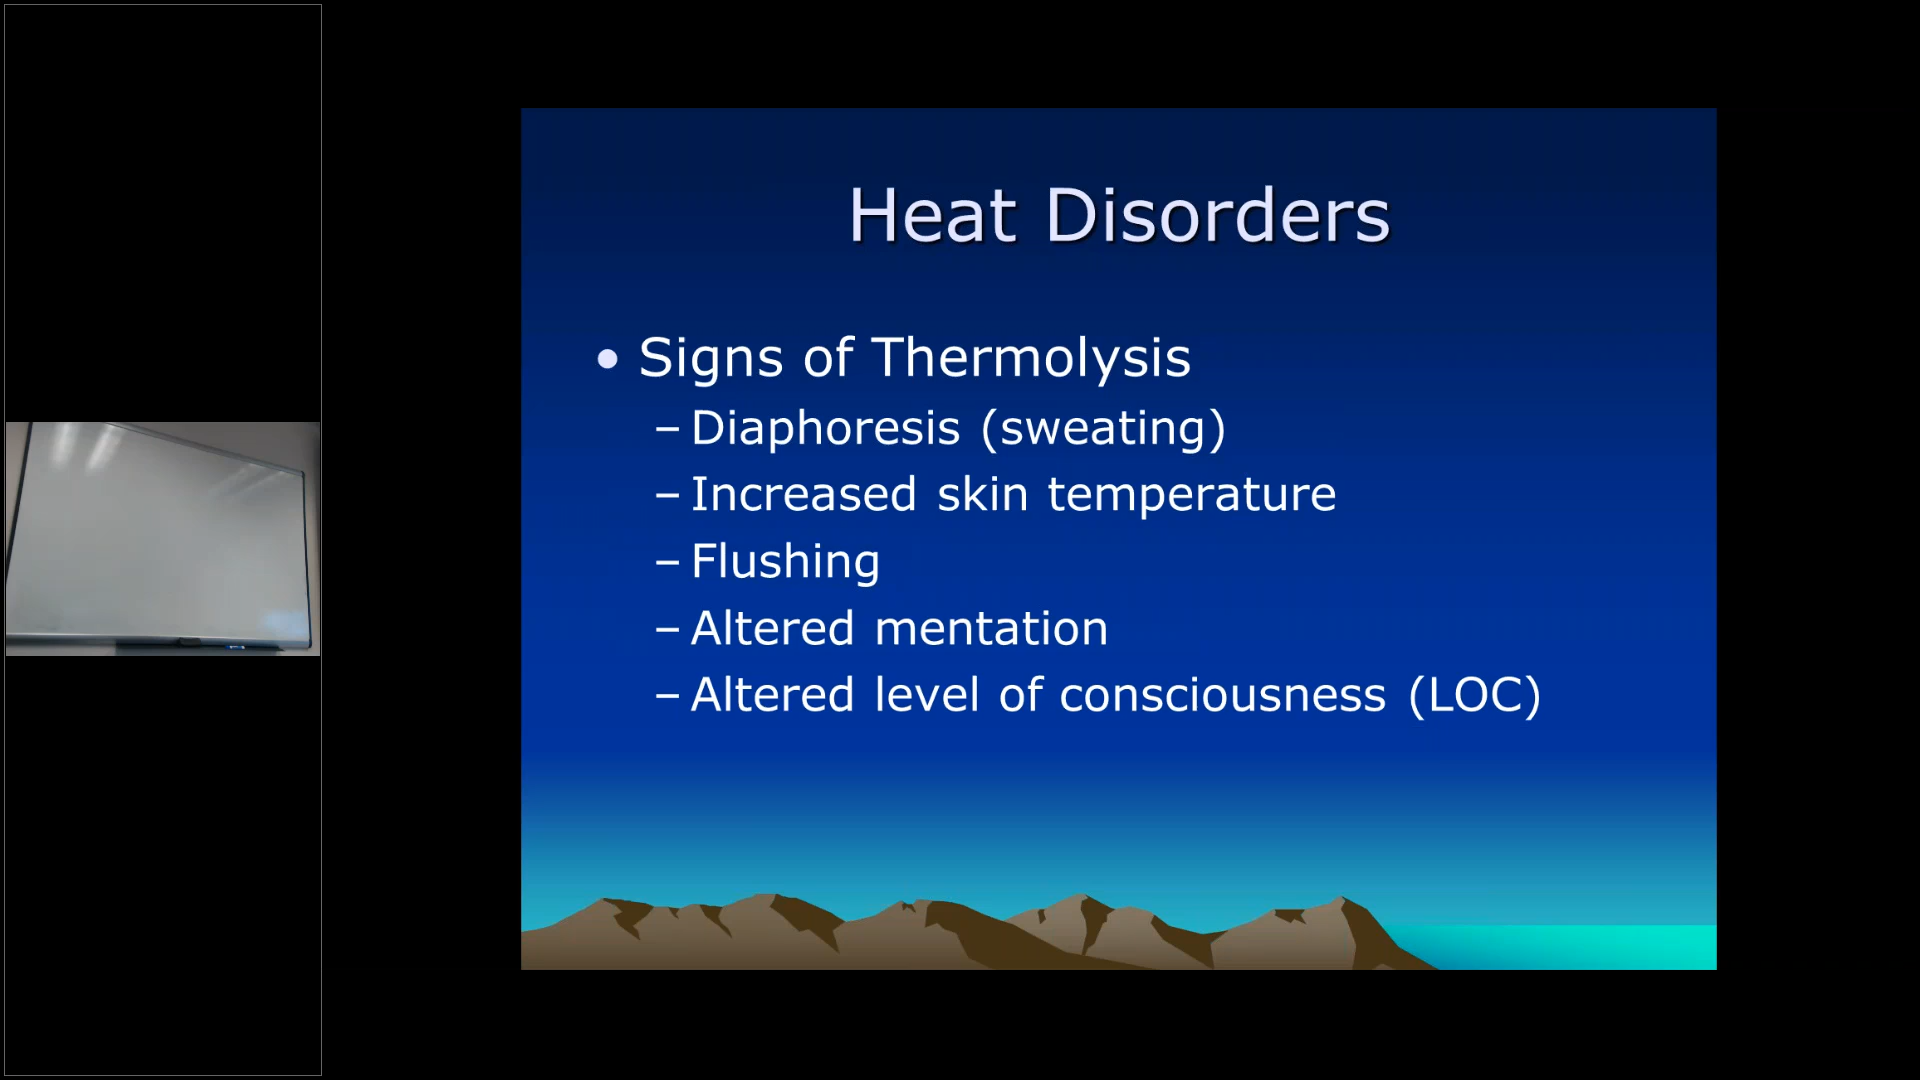 Heat Disorders
• Signs of Thermolysis
– Diaphoresis (sweating)
– Increased skin temperature
– Flushing
– Altered mentation
– Altered level of consciousness (LOC)